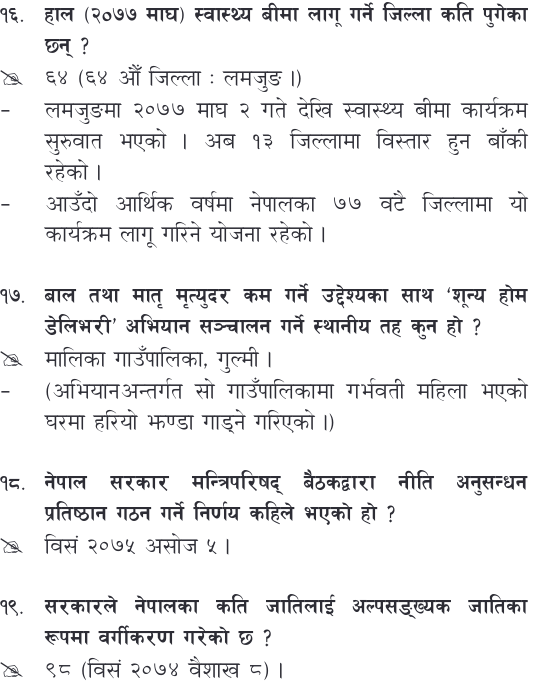 १६. हाल (२०७७ माघ) स्वास्थ्य बीमा लागू गर्ने जिल्ला कति पुगेका
छन् ?
६४ (६४ औँ जिल्ला : लमजुङ ।)
- लमजुङमा २०७७ माघ २ गते देखि स्वास्थ्य बीमा कार्यक्रम
सुरुवात भएको । अब १३ जिल्लामा विस्तार हुन बाँकी
रहेको ।
- आउँदो आर्थिक वर्षमा नेपालका ७७ वटै जिल्लामा यो
कार्यक्रम लागू गरिने योजना रहेको ।
१७. बाल तथा मातृ मृत्युदर कम गर्ने उद्देश्यका साथ ‘शून्य होम
डेलिभरी’ अभियान सञ्चालन गर्ने स्थानीय तह कुन हो ?
मालिका गाउँपालिका, गुल्मी ।
- (अभियानअन्तर्गत सो गाउँपालिकामा गर्भवती महिला भएको
घरमा हरियो झण्डा गाड्ने गरिएको ।)
१८. नेपाल सरकार मन्त्रिपरिषद् बैठकद्वारा नीति अनुसन्धन
प्रतिष्ठान गठन गर्ने निर्णय कहिले भएको हो ?
विसं २०७५ असोज ५ ।
१९. सरकारले नेपालका कति जातिलाई अल्पसङ्ख्यक जातिका
रूपमा वर्गीकरण गरेको छ ?
९८ (विसं २०७४ वैशाख ८) ।